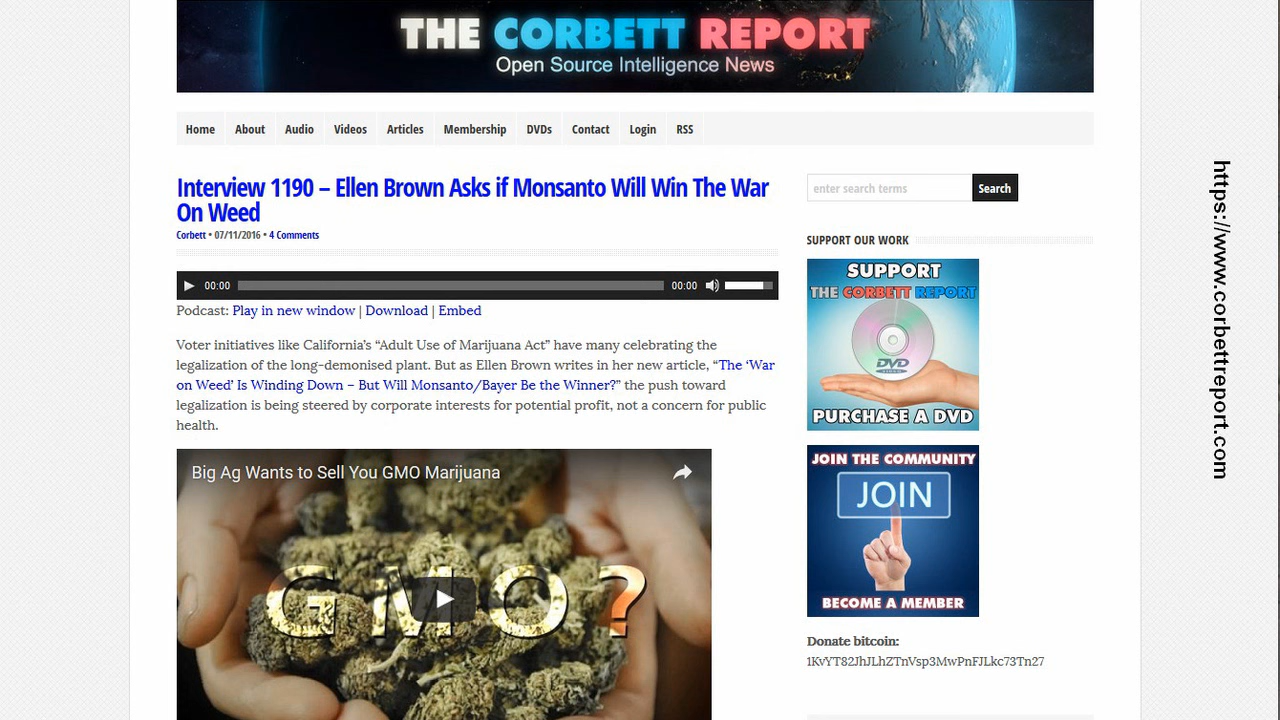 THE CORBETT REPORT
Open Source Intelligence News
Home About Audio Videos Articles Membership DVDs Contact Login RSS
Interview 1190 – Ellen Brown Asks if Monsanto Will Win The War
On Weed
Corbett • 07/11/2016 • 4 Comments
00:00 00:00
Podcast: Play in new window | Download | Embed
Voter initiatives like California's “Adult Use of Marijuana Act” have many celebrating the
legalization of the long-demonised plant. But as Ellen Brown writes in her new article, “The ‘War
on Weed’ Is Winding Down – But Will Monsanto/Bayer Be the Winner?” the push toward
legalization is being steered by corporate interests for potential profit, not a concern for public
health.
Big Ag Wants to Sell You GMO Marijuana
GMO?
enter search terms Search
SUPPORT OUR WORK
SUPPORT
THE CORBETT REPORT
DVD
VIDEO
PURCHASE A DVD
JOIN THE COMMUNITY
JOIN
BECOME A MEMBER
Donate bitcoin:
1KvYT82JhJLhZTnVsp3MwPnFJLkc73Tn27
https://www.corbettreport.com